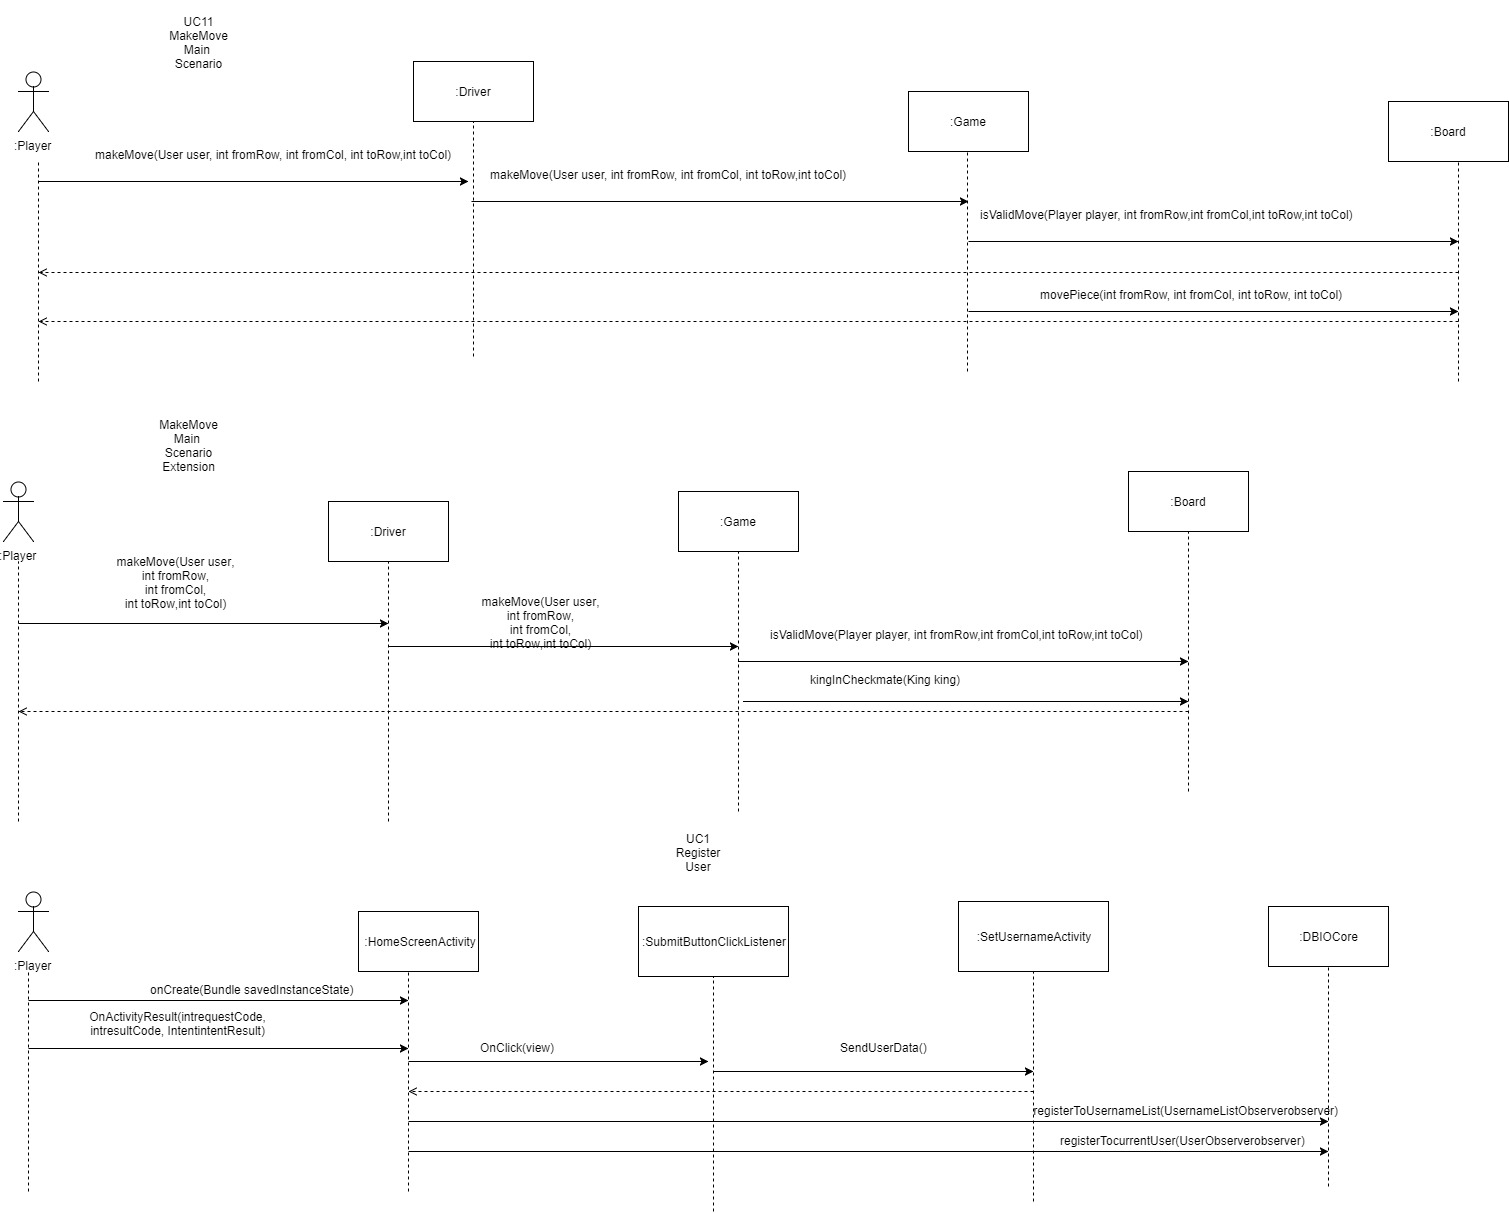 UC11
MakeMove
Main
Scenario
:Driver
:Game
:Board
:Player
makeMove(User user, int fromRow, int fromCol, int toRow,int toCol)
makeMove(User user, int fromRow, int fromCol, int toRow,int toCol)
isValidMove(Player player, int fromRow,int fromCol,int toRow,int toCol)
movePiece(int fromRow, int fromCol, int toRow, int toCol)
MakeMove
Main
Scenario
Extension
:Board
:Game
:Driver
:Player
makeMove(User user,
int fromRow,
int fromCol,
int toRow,int toCol)
makeMove(User user,
int fromRow,
int fromCol,
int toRow,int toCol)
isValidMove(Player player, int fromRow,int fromCol,int toRow,int toCol)
kingInCheckmate(King king)
UC1
Register
User
:HomeScreenActivity
:SubmitButtonClickListener
:SetUsernameActivity
:DBIOCore
:Player
onCreate(Bundle savedInstanceState)
OnActivityResult(intrequestCode,
intresultCode, IntentintentResult)
OnClick(view)
SendUserData()
registerToUsernameList(UsernameListObserverobserver)
registerTocurrentUser(UserObserverobserver)